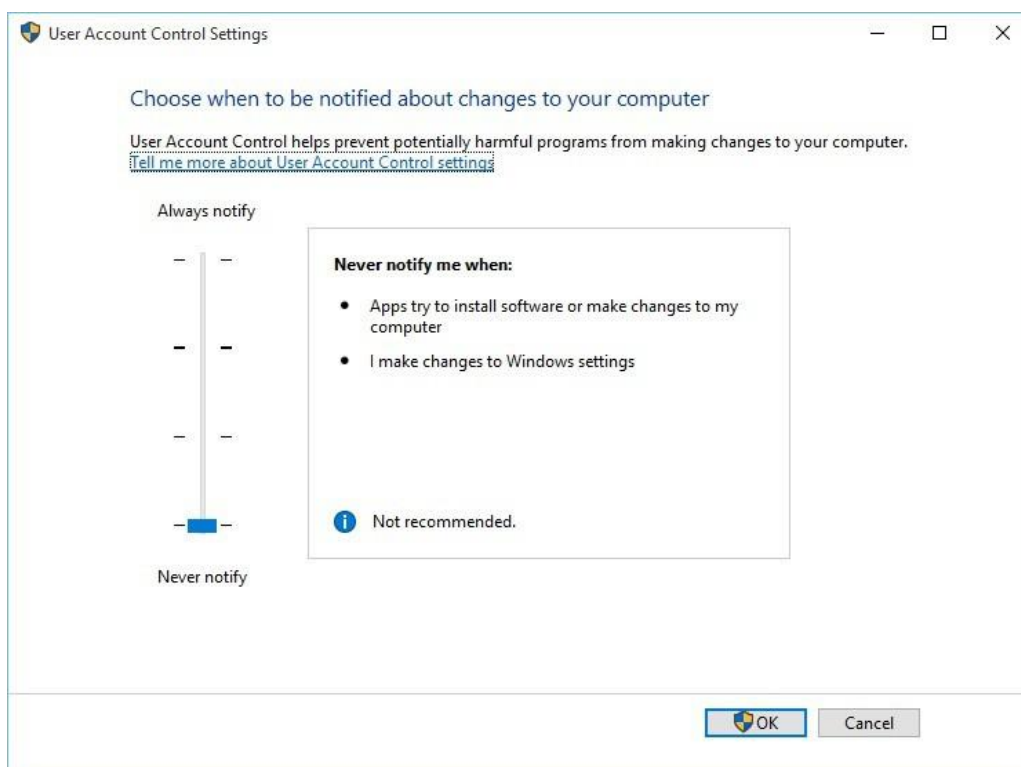 User Account Control Settings
Choose when to be notified about changes to your computer
User Account Control helps prevent potentially harmful programs from making changes to your computer.
Tell me more about User Account Control settings
Always notify
Never notify me when:
Apps try to install software or make changes to my
computer
I make changes to Windows settings
Not recommended.
Never notify
OK
Cancel